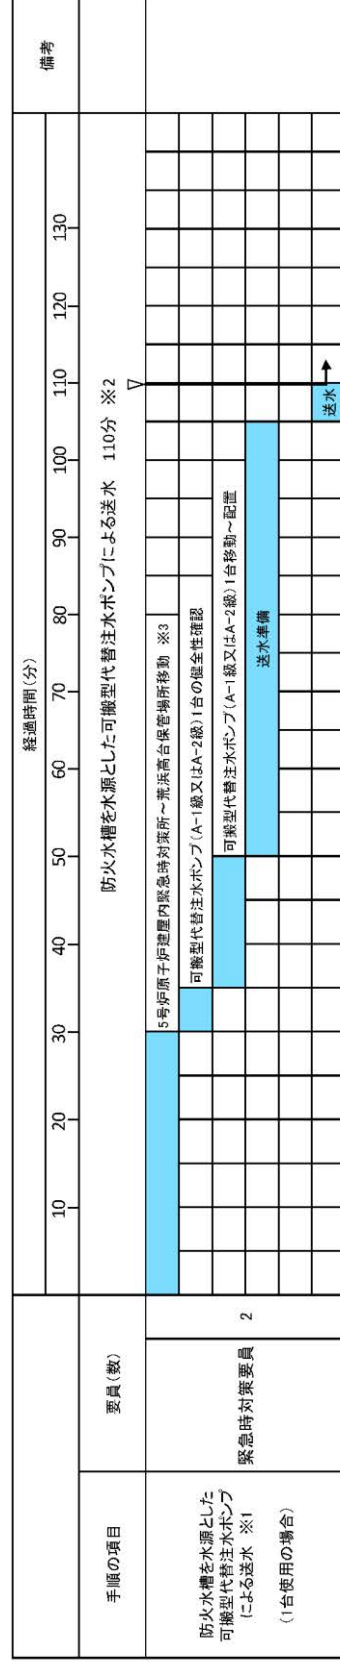 手順の項目
要員(数)
経過時間(分)
備考
10
20
30
40
50
60
70
80
90
100
110
120
130
防火水槽を水源とした可搬型代替注水ポンプによる送水 110分 ※2
▽
防火水槽を水源とした
可搬型代替注水ポンプ
による送水 ※1
(1台使用の場合)
緊急時対策要員
2
5号炉原子炉建屋内緊急時対策所～荒浜高台保管場所移動 ※3
可搬型代替注水ポンプ(A-1級又はA-2級)1台の健全性確認
可搬型代替注水ポンプ(A-1級又はA-2級)1台移動～配置
送水準備
送水